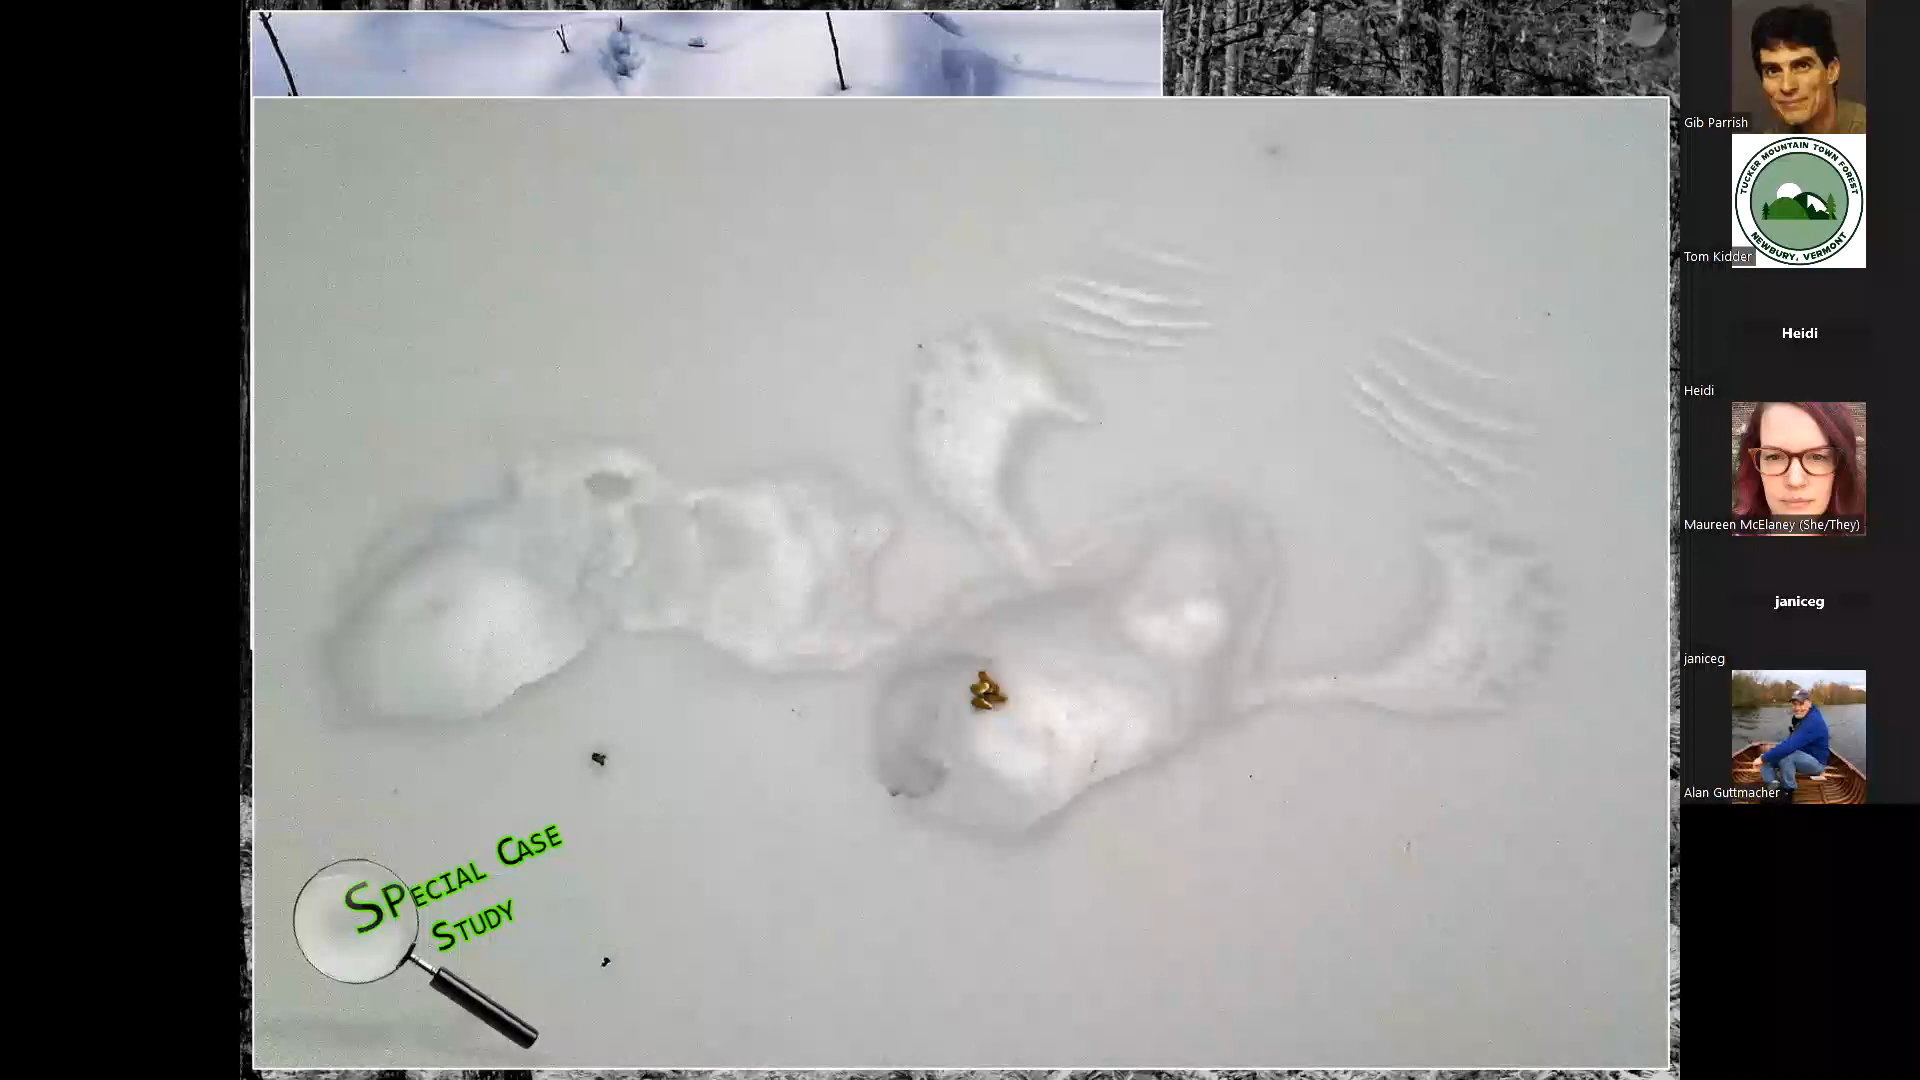 Special Case
Study
Gib Parrish
TUCKER MOUNTAIN TOWN FOREST
NEWBURY, VERMONT
Tom Kidder
Heidi
Heidi
Maureen McElaney (She/They)
janiceg
janiceg
Alan Guttmacher